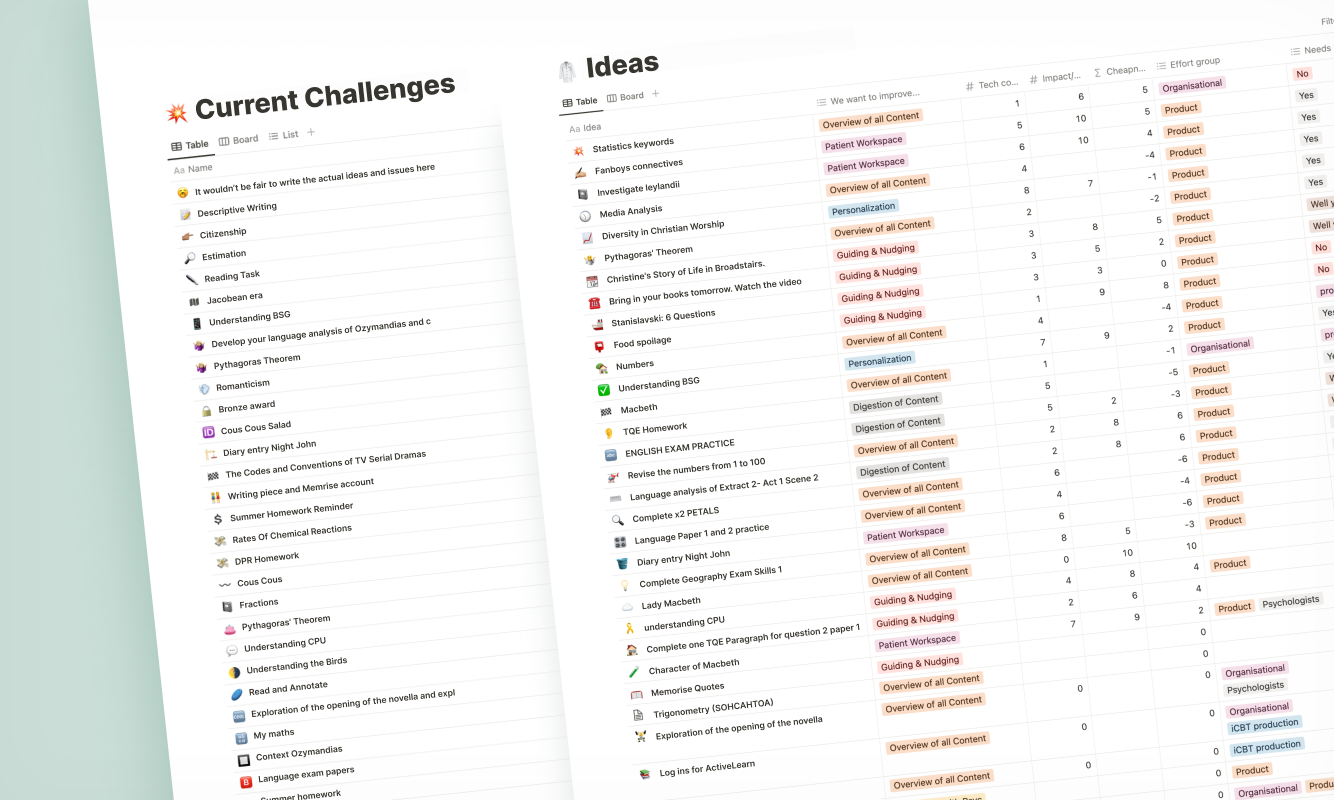 Current Challenges
Table Board List +
Aa Name
It wouldn't be fair to write the actual ideas and issues here
Descriptive Writing
Citizenship
Estimation
Reading Task
Jacobean era
Understanding BSG
Develop your language analysis of Ozymandias and c
Pythagoras Theorem
Romanticism
Bronze award
Cous Cous Salad
Diary entry Night John
The Codes and Conventions of TV Serial Dramas
Writing piece and Memrise account
Summer Homework Reminder
Rates Of Chemical Reactions
DPR Homework
Cous Cous
Fractions
Pythagoras' Theorem
Understanding CPU
Understanding the Birds
Read and Annotate
Exploration of the opening of the novella and expl
My maths
Context Ozymandias
Language exam papers
Summer homework
Ideas
Table Board +
Aa Idea We want to improve... # Tech co... # Impact/... Σ Cheapn... Effort group Needs
Statistics keywords Overview of all Content 1 6 5 Organisational No
Fanboys connectives Patient Workspace 5 10 5 Product Yes
Investigate leylandii Patient Workspace 6 10 4 Product Yes
Media Analysis Overview of all Content 4 -4 Product Yes
Diversity in Christian Worship Personalization 8 7 -1 Product Yes
Pythagoras' Theorem Overview of all Content 2 -2 Product Yes
Christine's Story of Life in Broadstairs. Guiding & Nudging 3 8 5 Product Well y
Bring in your books tomorrow. Watch the video Guiding & Nudging 3 5 2 Product Well
Stanislavski: 6 Questions Guiding & Nudging 3 3 0 Product No
Food spoilage Guiding & Nudging 1 9 8 Product No
Numbers Overview of all Content 4 -4 Product pro
Understanding BSG Personalization 7 9 2 Product Yes
Macbeth Overview of all Content 1 -1 Organisational pr
TQE Homework Digestion of Content 5 -5 Product Ye
ENGLISH EXAM PRACTICE Digestion of Content 5 2 -3 Product
Revise the numbers from 1 to 100 Overview of all Content 2 8 6 Product
Language analysis of Extract 2- Act 1 Scene 2 Digestion of Content 2 8 6 Product
Complete x2 PETALS Overview of all Content 6 -6 Product
Language Paper 1 and 2 practice Overview of all Content 4 -4 Product
Diary entry Night John Patient Workspace 6 -6 Product
Complete Geography Exam Skills 1 Overview of all Content 8 5 -3 Product
Lady Macbeth Overview of all Content 0 10 10
understanding CPU Guiding & Nudging 4 8 4 Product
Complete one TQE Paragraph for question 2 paper 1 Guiding & Nudging 2 6 4
Character of Macbeth Patient Workspace 7 9 2 Product Psychologists
Memorise Quotes Guiding & Nudging 0
Trigonometry (SOHCAHTOA) Overview of all Content 0
Exploration of the opening of the novella Overview of all Content 0 0 Organisational
Psychologists
Log ins for ActiveLearn Overview of all Content 0 0 Organisational
iCBT production
Overview of all Content 0 0 iCBT production
0 Product
0 Organisational Produ